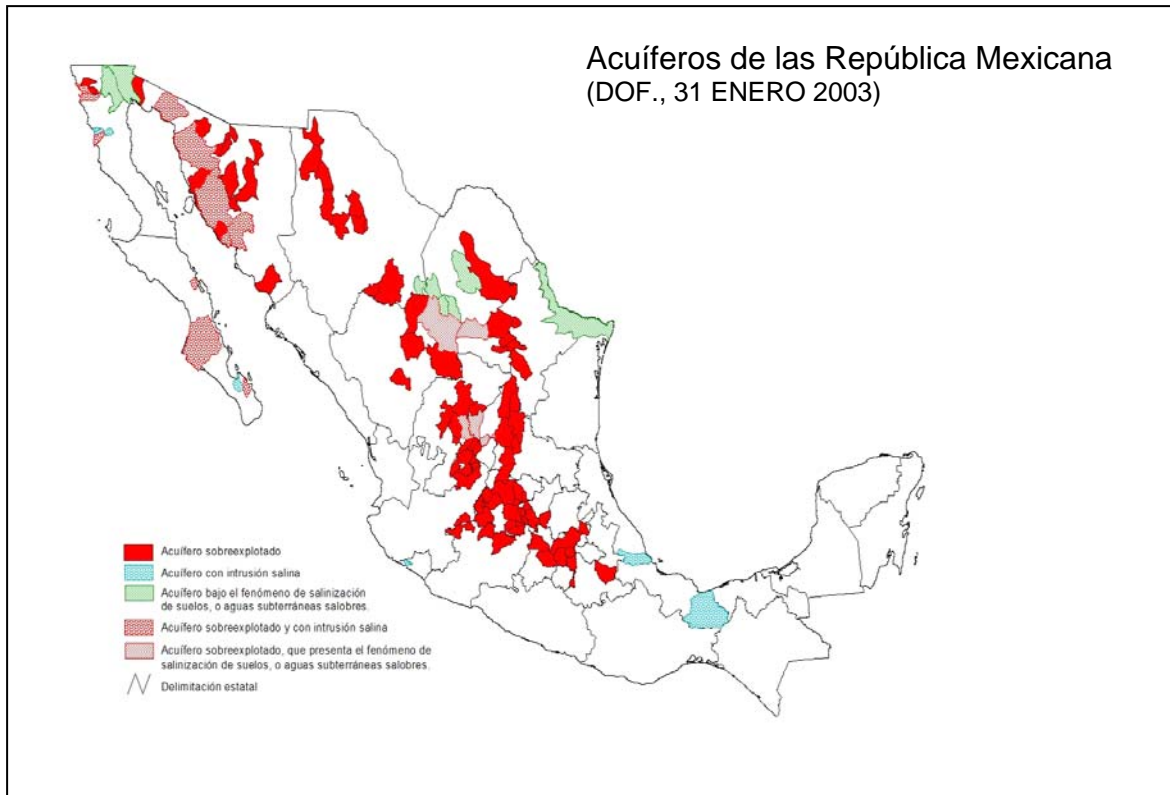 Acuíferos de las República Mexicana
(DOF., 31 ENERO 2003)
Acuífero sobreexplotado
Acuífero con intrusión salina
Acuífero bajo el fenómeno de salinización
de suelos, o aguas subterráneas salobres.
Acuífero sobreexplotado y con intrusión salina
Acuífero sobreexplotado, que presenta el fenómeno de
salinización de suelos, o aguas subterráneas salobres.
Delimitación estatal